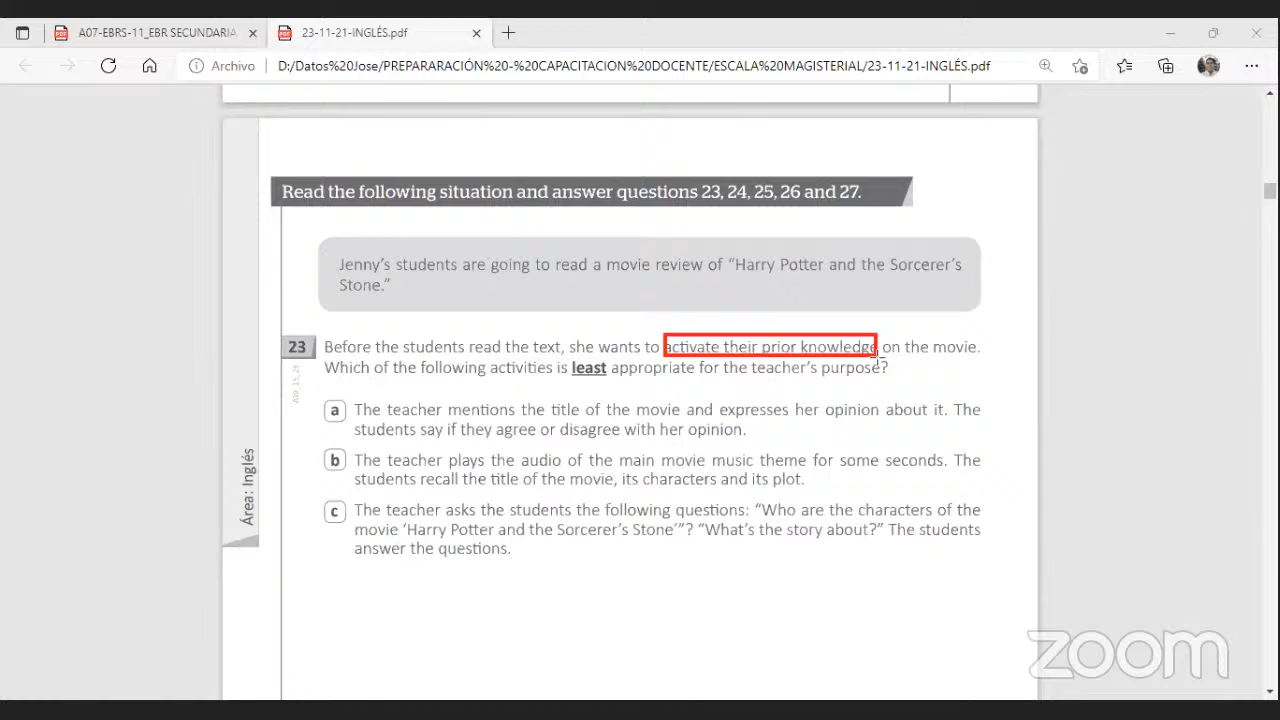 A07-EBRS-11_EBR SECUNDARIA
23-11-21-INGLÉS.pdf
Archivo
D:/Datos%20Jose/PREPARARACIÓN%20-%20CAPACITACION%20DOCENTE/ESCALA%20MAGISTERIAL/23-11-21-INGLÉS.pdf
Read the following situation and answer questions 23, 24, 25, 26 and 27.
Jenny's students are going to read a movie review of “Harry Potter and the Sorcerer's
Stone.”
23 Before the students read the text, she wants to activate their prior knowledge on the movie.
Which of the following activities is least appropriate for the teacher's purpose?
a The teacher mentions the title of the movie and expresses her opinion about it. The
students say if they agree or disagree with her opinion.
b The teacher plays the audio of the main movie music theme for some seconds. The
students recall the title of the movie, its characters and its plot.
c The teacher asks the students the following questions: “Who are the characters of the
movie ‘Harry Potter and the Sorcerer's Stone’”? “What's the story about?” The students
answer the questions.
Área: Inglés
zoom